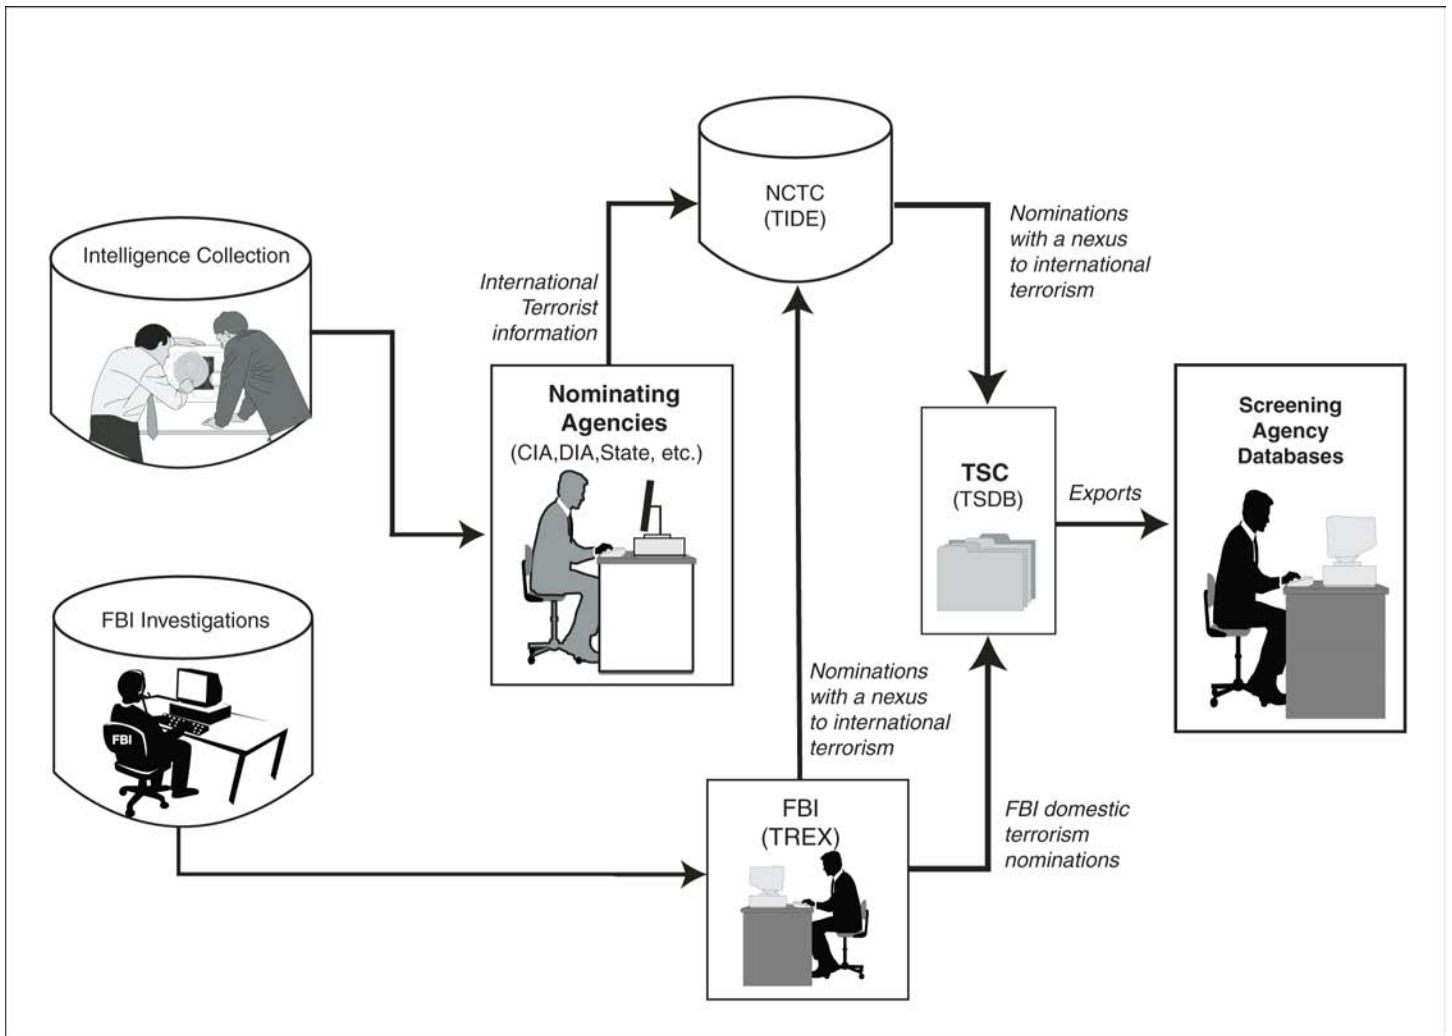 Intelligence Collection
FBI Investigations
FBI
International
Terrorist
information
Nominating
Agencies
(CIA,DIA,State, etc.)
NCTC
(TIDE)
Nominations
with a nexus
to international
terrorism
Nominations
with a nexus
to international
terrorism
FBI
(TREX)
FBI domestic
terrorism
nominations
TSC
(TSDB)
Exports
Screening
Agency
Databases